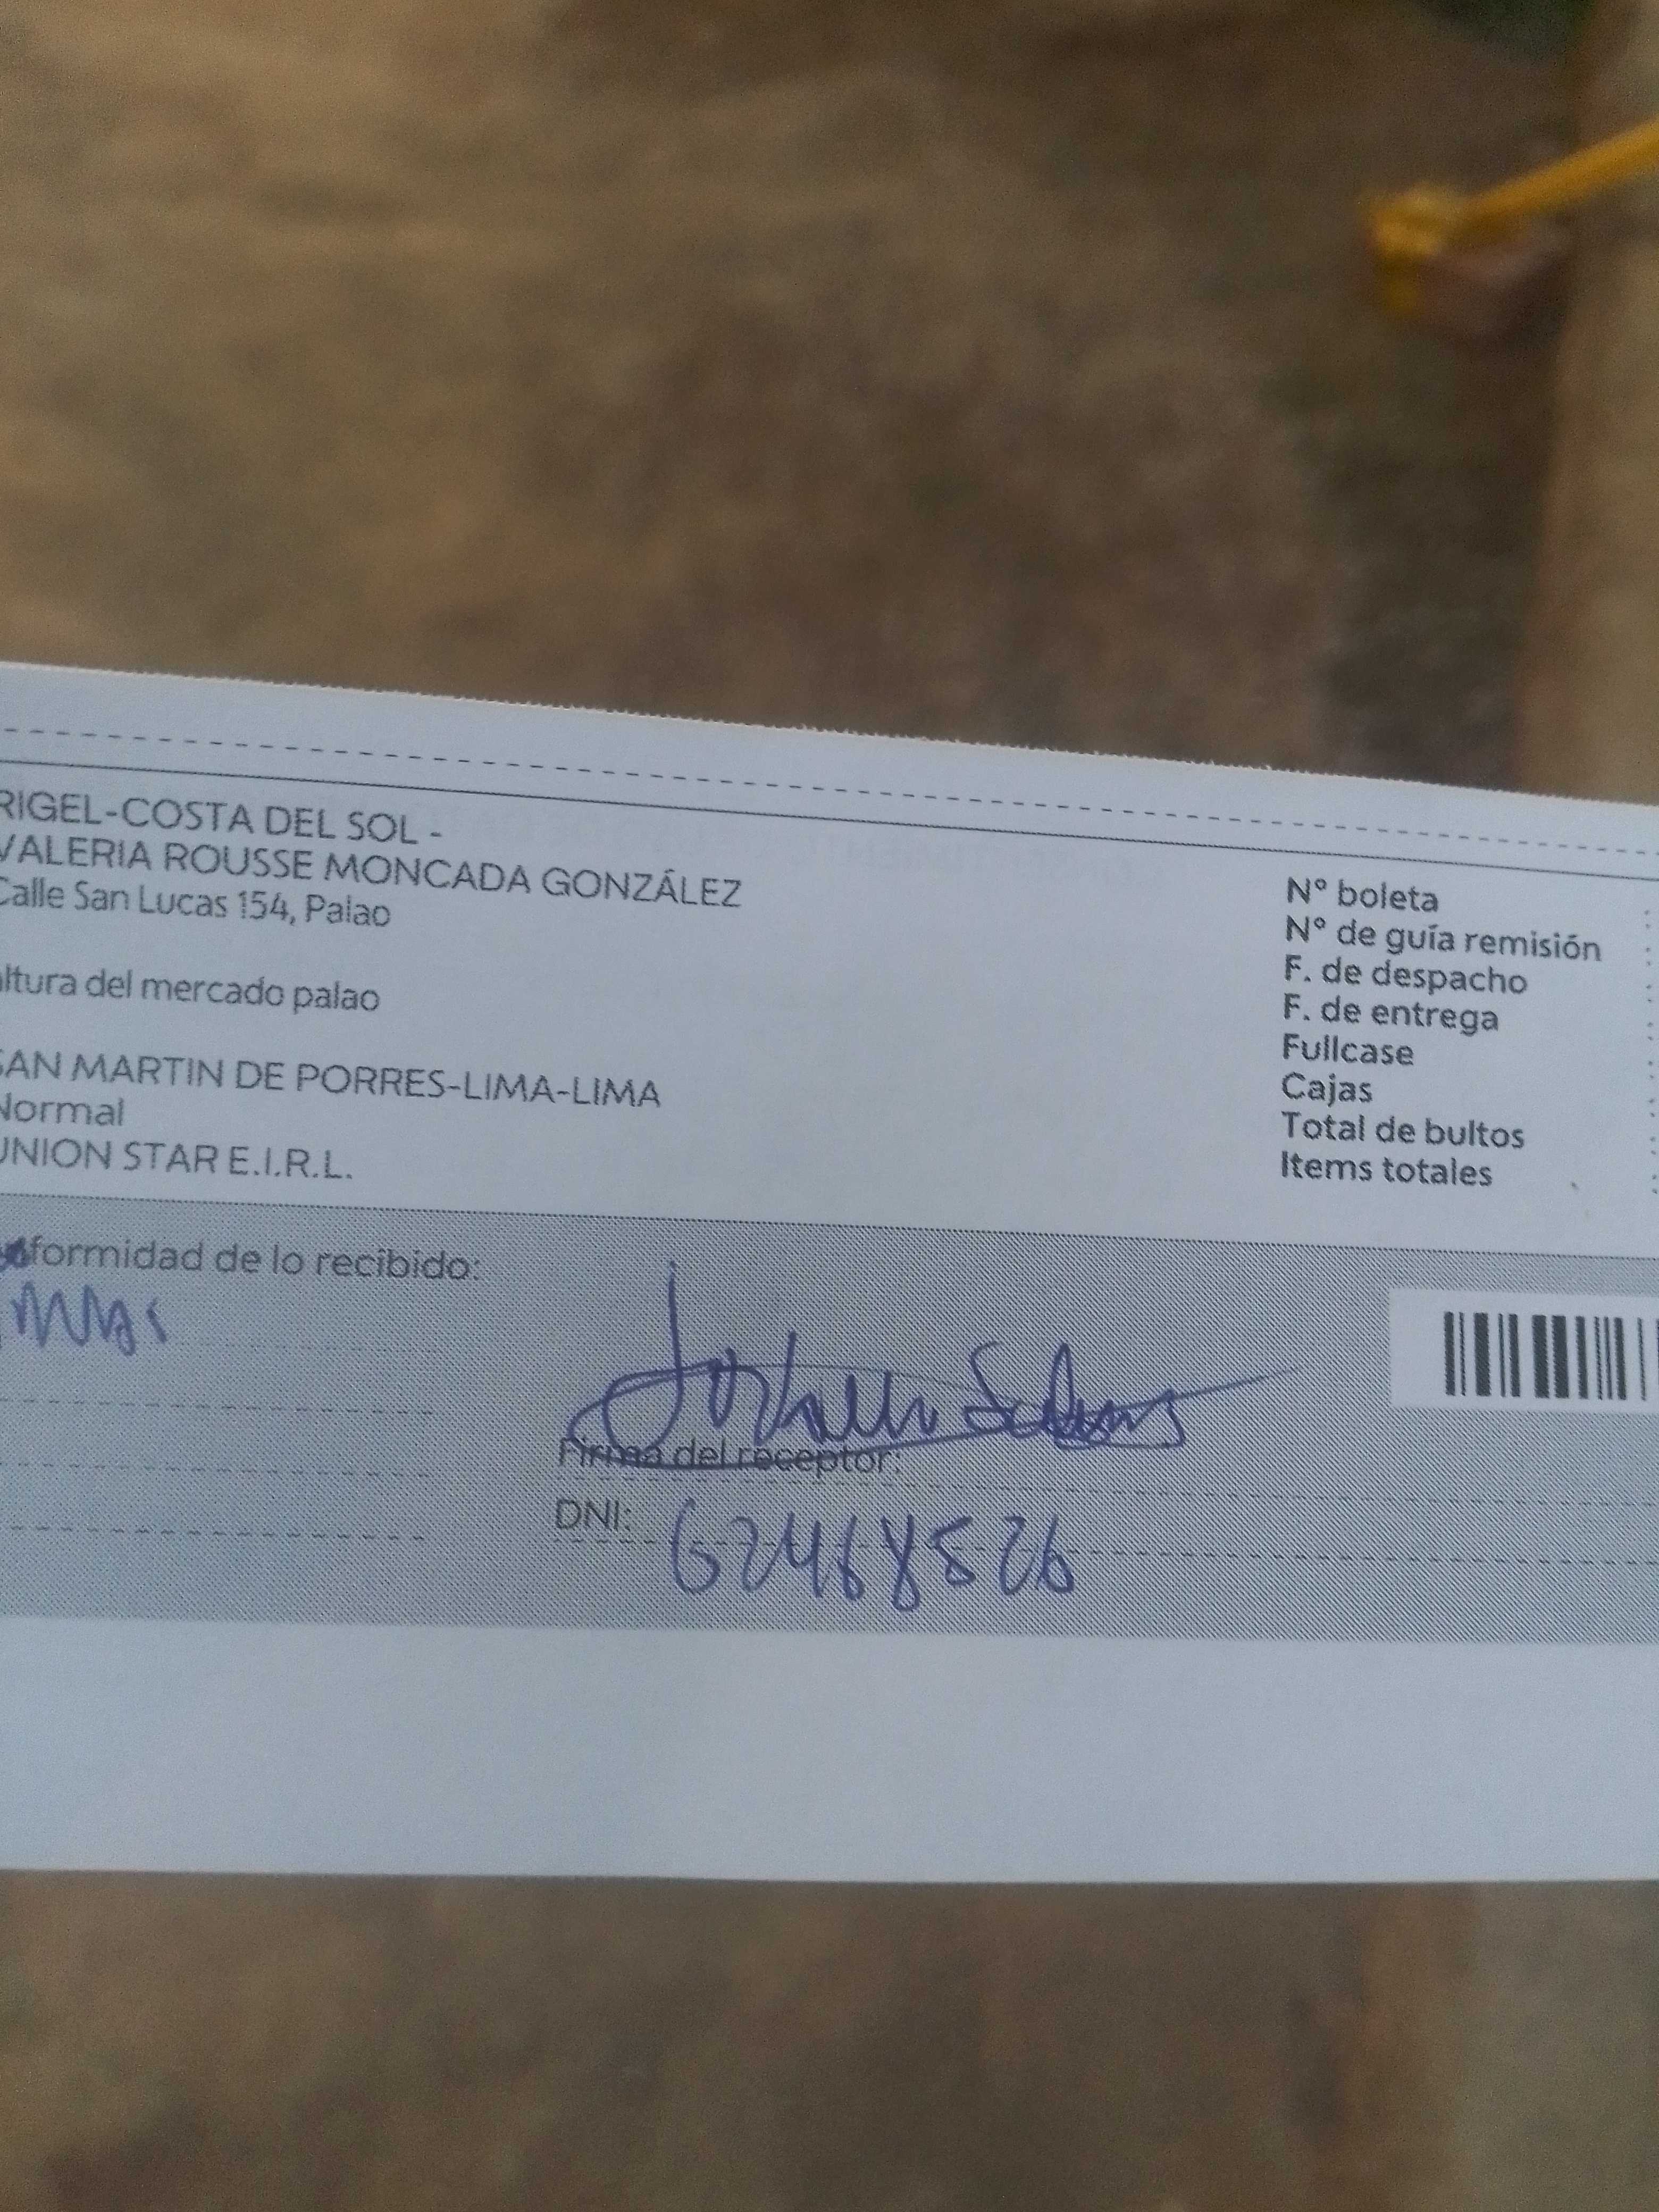 RIGEL-COSTA DEL SOL -
VALERIA ROUSSE MONCADA GONZÁLEZ
Calle San Lucas 154, Palao
altura del mercado palao
SAN MARTIN DE PORRES-LIMA-LIMA
Normal
UNION STAR E.I.R.L.
N° boleta :
N° de guía remisión :
F. de despacho :
F. de entrega :
Fullcase :
Cajas :
Total de bultos :
Items totales :
formidad de lo recibido:
Firma del receptor:
DNI: 62468526